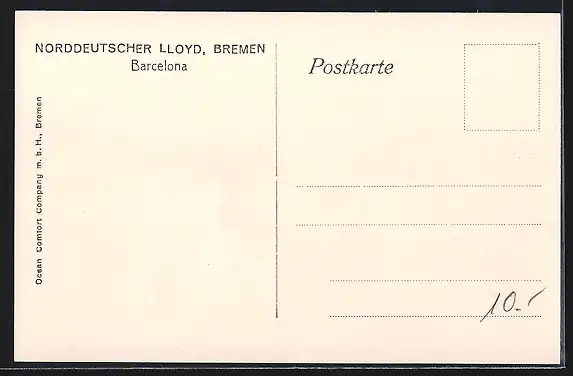 NORDDEUTSCHER LLOYD, BREMEN
Barcelona
Postkarte
Ocean Comfort Company m. b. H., Bremen
10.-